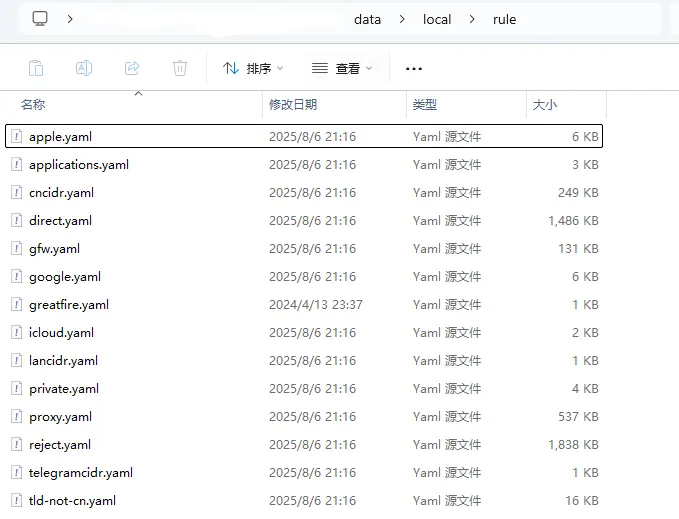 data local rule
排序 查看
名称 修改日期 类型 大小
apple.yaml 2025/8/6 21:16 Yaml 源文件 6 KB
applications.yaml 2025/8/6 21:16 Yaml 源文件 3 KB
cncidr.yaml 2025/8/6 21:16 Yaml 源文件 249 KB
direct.yaml 2025/8/6 21:16 Yaml 源文件 1,486 KB
gfw.yaml 2025/8/6 21:16 Yaml 源文件 131 KB
google.yaml 2025/8/6 21:16 Yaml 源文件 6 KB
greatfire.yaml 2024/4/13 23:37 Yaml 源文件 1 KB
icloud.yaml 2025/8/6 21:16 Yaml 源文件 2 KB
lancidr.yaml 2025/8/6 21:16 Yaml 源文件 1 KB
private.yaml 2025/8/6 21:16 Yaml 源文件 4 KB
proxy.yaml 2025/8/6 21:16 Yaml 源文件 537 KB
reject.yaml 2025/8/6 21:16 Yaml 源文件 1,838 KB
telegramcidr.yaml 2025/8/6 21:16 Yaml 源文件 1 KB
tld-not-cn.yaml 2025/8/6 21:16 Yaml 源文件 16 KB